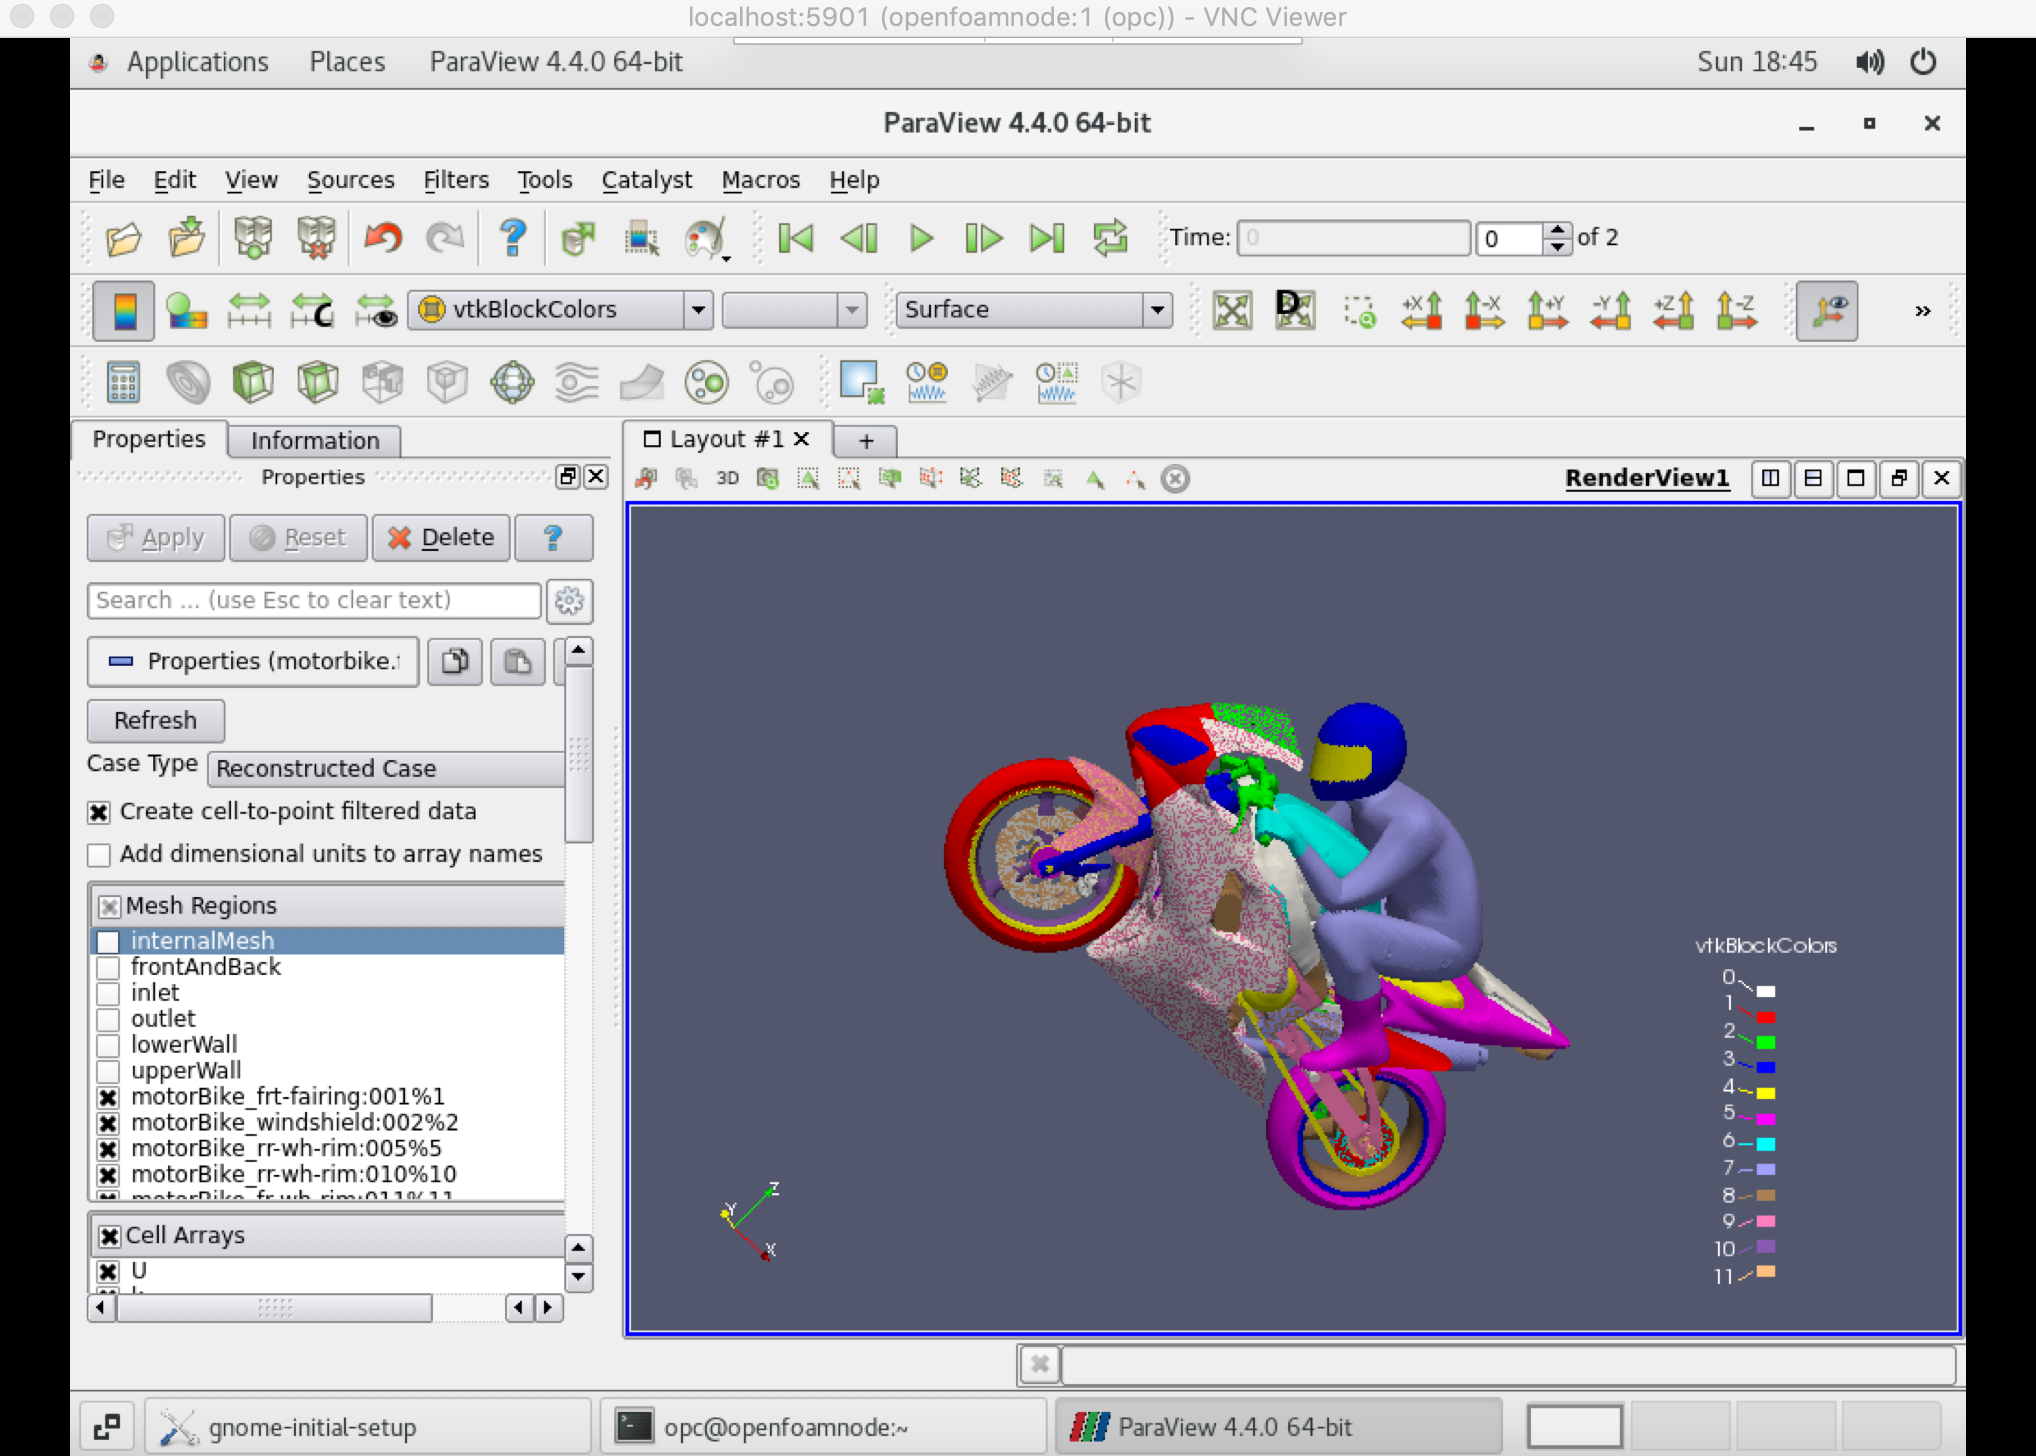 localhost:5901 (openfoamnode:1 (opc)) - VNC Viewer
Applications Places ParaView 4.4.0 64-bit Sun 18:45
ParaView 4.4.0 64-bit
File Edit View Sources Filters Tools Catalyst Macros Help
Time: 0 0 of 2
vtkBlockColors Surface D +X -X +Y -Y +Z -Z »
C
Properties Information Layout #1 +
Properties 3D RenderView1
Apply Reset Delete ?
Search ... (use Esc to clear text)
Properties (motorbike.
Refresh
Case Type Reconstructed Case
Create cell-to-point filtered data
Add dimensional units to array names
Mesh Regions
internalMesh
frontAndBack
inlet
outlet
lowerWall
upperWall
motorBike_frt-fairing:001%1
motorBike_windshield:002%2
motorBike_rr-wh-rim:005%5
motorBike_rr-wh-rim:010%10
motorBike_fr-wh-rim:011%11
Cell Arrays
U
vtkBlockColors
0
1
2
3
4
5
6
7
8
9
10
11
Z
Y
X
gnome-initial-setup opc@openfoamnode:~ ParaView 4.4.0 64-bit